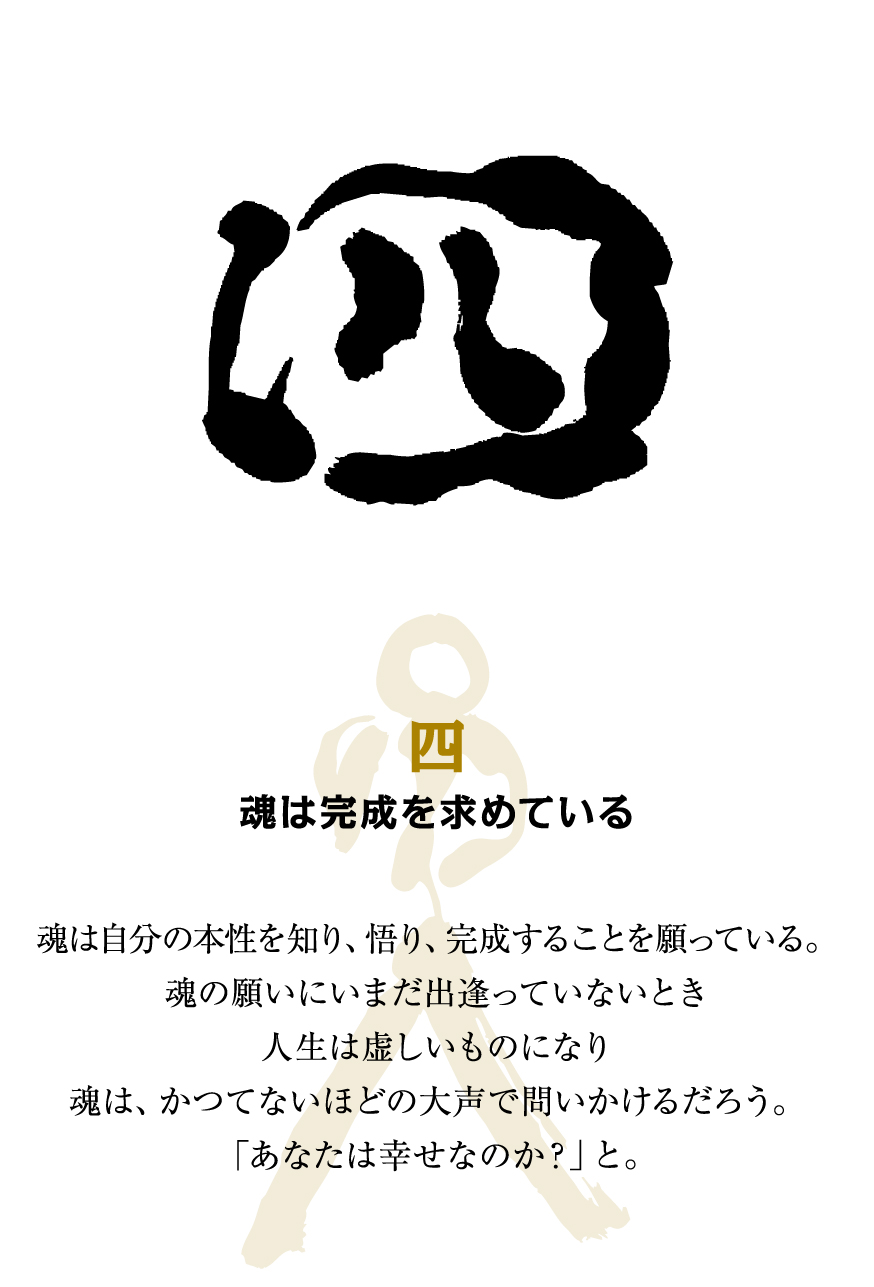 四
四
魂は完成を求めている
魂は自分の本性を知り、悟り、完成することを願っている。
魂の願いにいまだ出逢っていないとき
人生は虚しいものになり
魂は、かつてないほどの大声で問いかけるだろう。
「あなたは幸せなのか?」と。